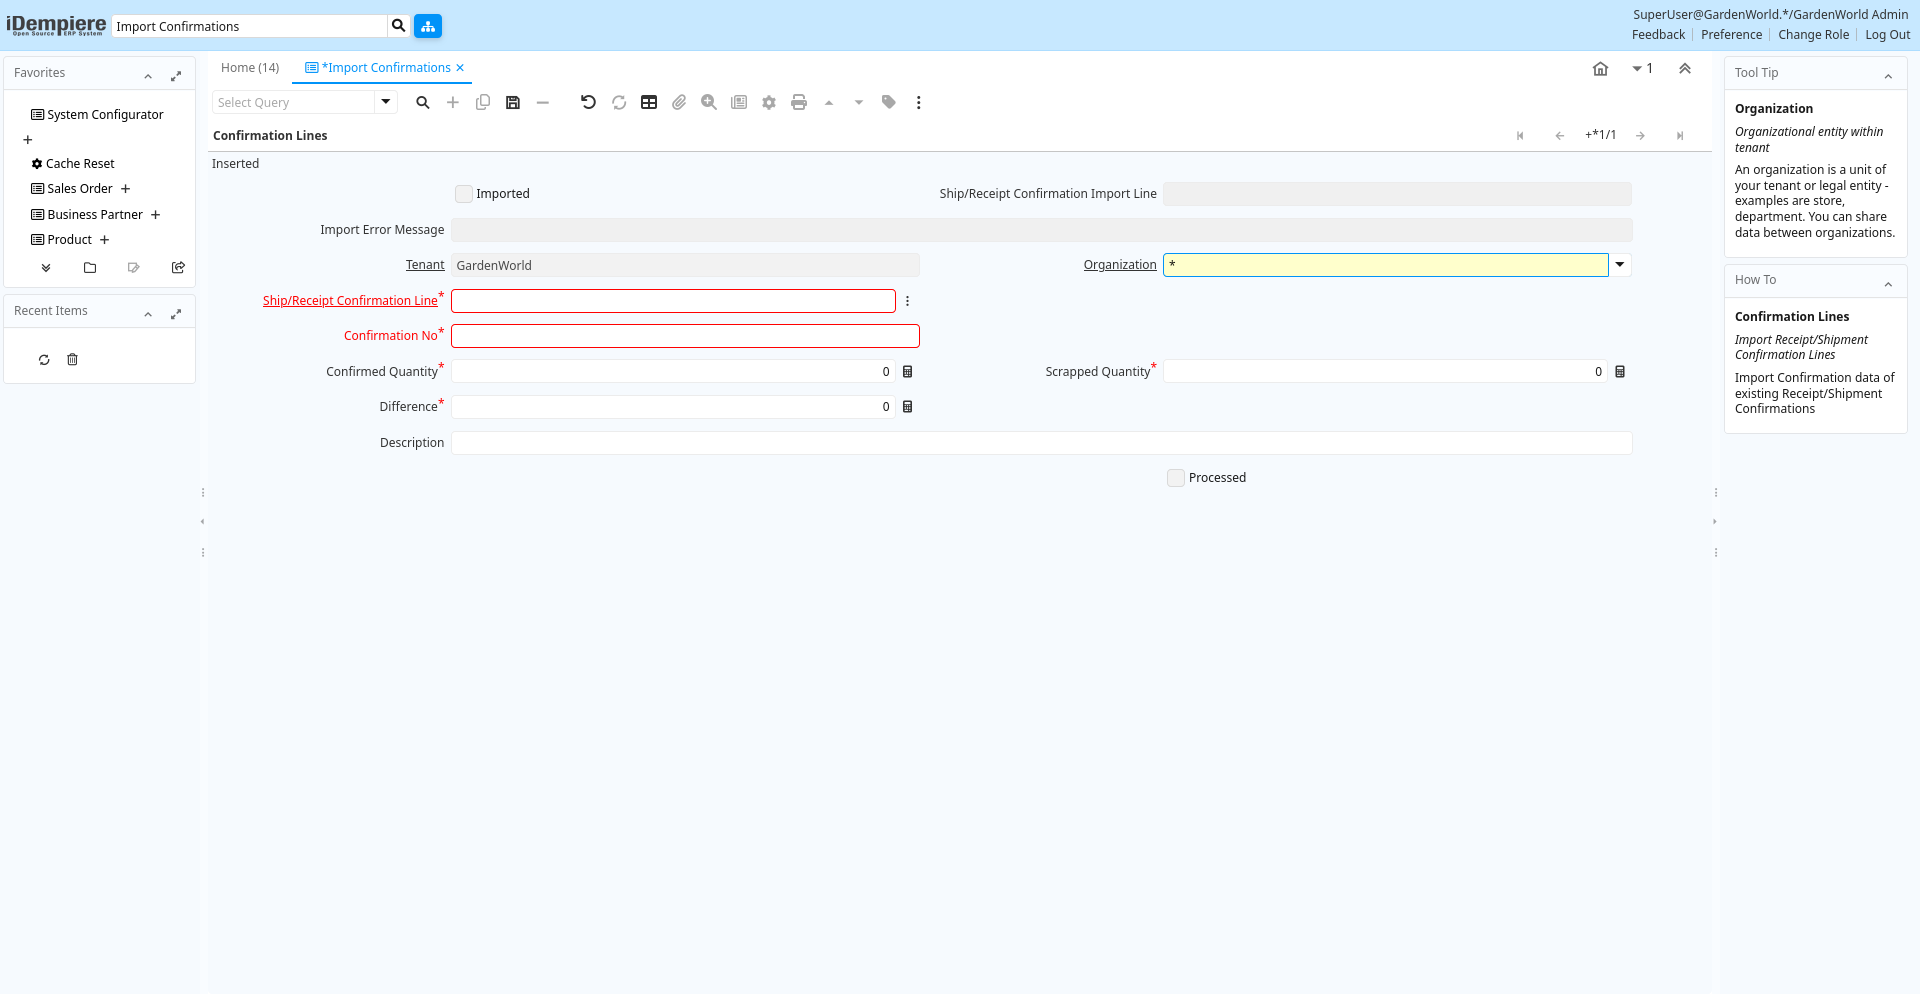 iDempiere
Open Source ERP System
Import Confirmations
SuperUser@GardenWorld.*/GardenWorld Admin
Feedback
Preference
Change Role
Log Out
Favorites
System Configurator
Cache Reset
Sales Order
Business Partner
Product
Recent Items
Home (14)
*Import Confirmations
1
Select Query
Confirmation Lines
+*1/1
Inserted
Imported
Ship/Receipt Confirmation Import Line
Import Error Message
Tenant
GardenWorld
Organization
*
Ship/Receipt Confirmation Line*
Confirmation No*
Confirmed Quantity*
0
Scrapped Quantity*
0
Difference*
0
Description
Processed
Tool Tip
Organization
Organizational entity within
tenant
An organization is a unit of
your tenant or legal entity -
examples are store,
department. You can share
data between organizations.
How To
Confirmation Lines
Import Receipt/Shipment
Confirmation Lines
Import Confirmation data of
existing Receipt/Shipment
Confirmations